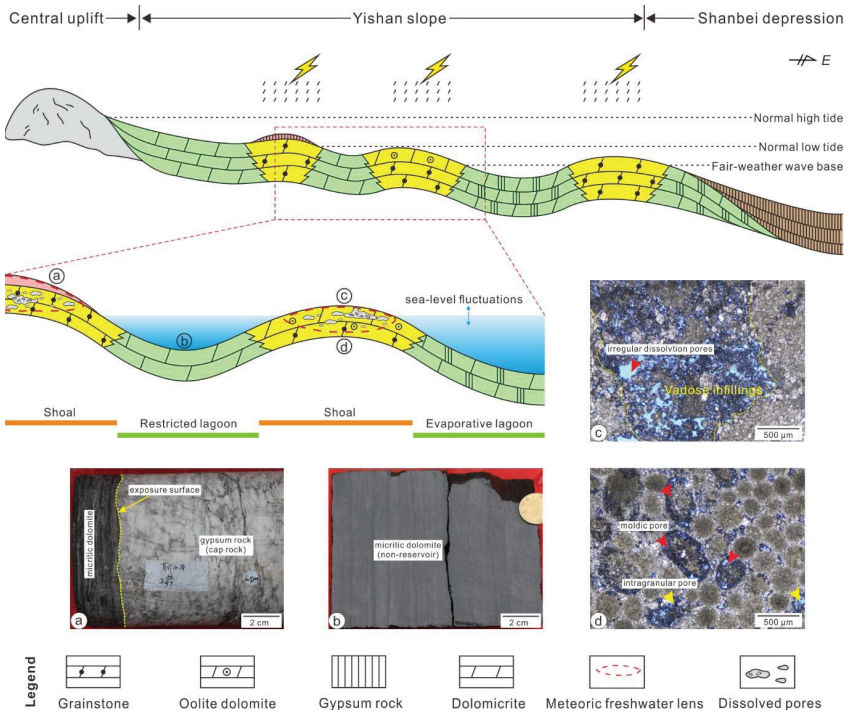 Central uplift
Yishan slope
Shanbei depression
E
Normal high tide
Normal low tide
Fair-weather wave base
a
b
c
d
sea-level fluctuations
Shoal
Restricted lagoon
Shoal
Evaporative lagoon
irregular dissolvtion pores
Vadose infillings
c
500 μm
exposure surface
micritic dolomite
gypsum rock
(cap rock)
a
2 cm
micritic dolomite
(non-reservoir)
b
2 cm
moldic pore
intragranular pore
d
500 μm
Legend
Grainstone
Oolite dolomite
Gypsum rock
Dolomicrite
Meteoric freshwater lens
Dissolved pores